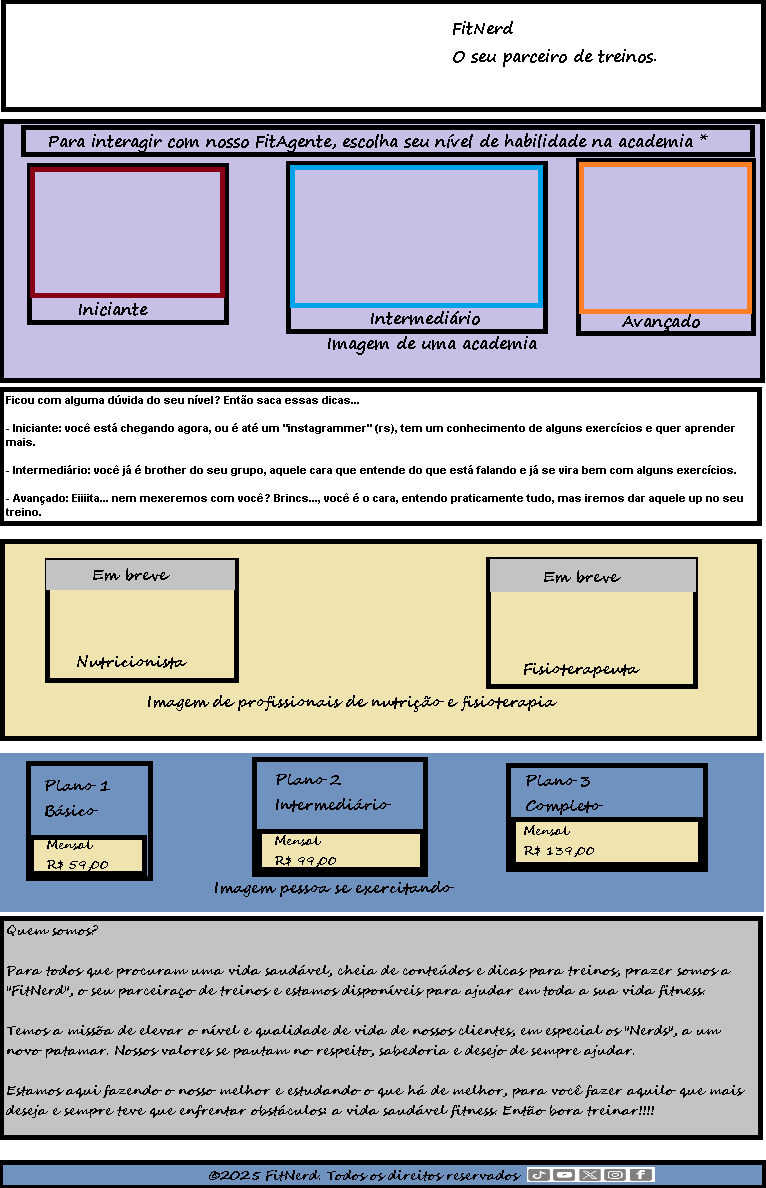 FitNerd
O seu parceiro de treinos.
Para interagir com nosso FitAgente, escolha seu nível de habilidade na academia *
Iniciante
Intermediário
Avançado
Imagem de uma academia
Ficou com alguma dúvida do seu nível? Então saca essas dicas...
- Iniciante: você está chegando agora, ou é até um "instagrammer" (rs), tem um conhecimento de alguns exercícios e quer aprender
mais.
- Intermediário: você já é brother do seu grupo, aquele cara que entende do que está falando e já se vira bem com alguns exercícios.
- Avançado: Eiiiita... nem mexeremos com você? Brincs..., você é o cara, entendo praticamente tudo, mas iremos dar aquele up no seu
treino.
Em breve
Em breve
Nutricionista
Fisioterapeuta
Imagem de profissionais de nutrição e fisioterapia
Plano 1
Básico
Mensal
R$ 59,00
Plano 2
Intermediário
Mensal
R$ 99,00
Plano 3
Completo
Mensal
R$ 139,00
Imagem pessoa se exercitando
Quem somos?
Para todos que procuram uma vida saudável, cheia de conteúdos e dicas para treinos, prazer somos a
"FitNerd", o seu parceiraço de treinos e estamos disponíveis para ajudar em toda a sua vida fitness.
Temos a missõa de elevar o nível e qualidade de vida de nossos clientes, em especial os "Nerds", a um
novo patamar. Nossos valores se pautam no respeito, sabedoria e desejo de sempre ajudar.
Estamos aqui fazendo o nosso melhor e estudando o que há de melhor, para você fazer aquilo que mais
deseja e sempre teve que enfrentar obstáculos: a vida saudável fitness. Então bora treinar!!!!
©2025 FitNerd. Todos os direitos reservados